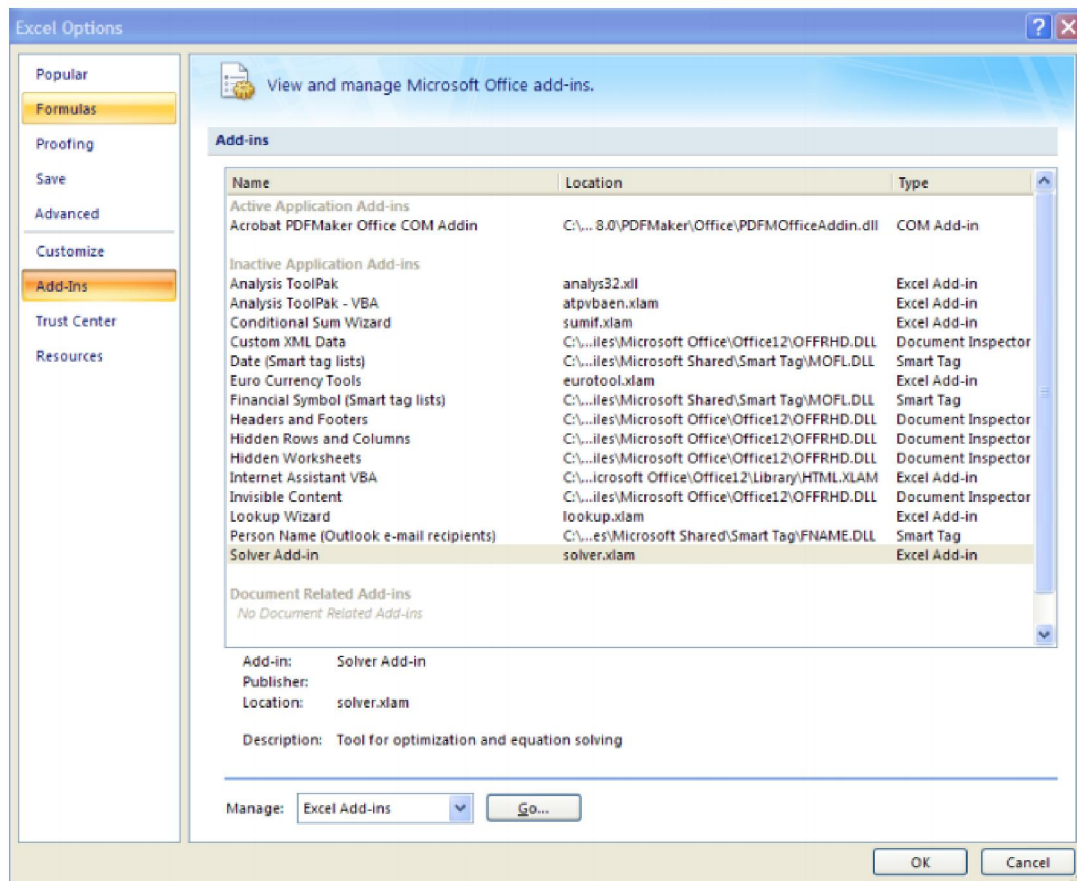 Excel Options
Popular
Formulas
Proofing
Save
Advanced
Customize
Add-Ins
Trust Center
Resources
View and manage Microsoft Office add-ins.
Add-ins
Name Location Type
Active Application Add-ins
Acrobat PDFMaker Office COM Addin C:\... 8.0\PDFMaker\Office\PDFMOfficeAddin.dll COM Add-in
Inactive Application Add-ins
Analysis ToolPak analys32.xll Excel Add-in
Analysis ToolPak - VBA atpvbaen.xlam Excel Add-in
Conditional Sum Wizard sumif.xlam Excel Add-in
Custom XML Data C:\...iles\Microsoft Office\Office12\OFFRHD.DLL Document Inspector
Date (Smart tag lists) C:\...iles\Microsoft Shared\Smart Tag\MOFL.DLL Smart Tag
Euro Currency Tools eurotool.xlam Excel Add-in
Financial Symbol (Smart tag lists) C:\...iles\Microsoft Shared\Smart Tag\MOFL.DLL Smart Tag
Headers and Footers C:\...iles\Microsoft Office\Office12\OFFRHD.DLL Document Inspector
Hidden Rows and Columns C:\...iles\Microsoft Office\Office12\OFFRHD.DLL Document Inspector
Hidden Worksheets C:\...iles\Microsoft Office\Office12\OFFRHD.DLL Document Inspector
Internet Assistant VBA C:\...icrosoft Office\Office12\Library\HTML.XLAM Excel Add-in
Invisible Content C:\...iles\Microsoft Office\Office12\OFFRHD.DLL Document Inspector
Lookup Wizard lookup.xlam Excel Add-in
Person Name (Outlook e-mail recipients) C:\...es\Microsoft Shared\Smart Tag\FNAME.DLL Smart Tag
Solver Add-in solver.xlam Excel Add-in
Document Related Add-ins
No Document Related Add-ins
Add-in: Solver Add-in
Publisher:
Location: solver.xlam
Description: Tool for optimization and equation solving
Manage: Excel Add-ins Go...
OK Cancel